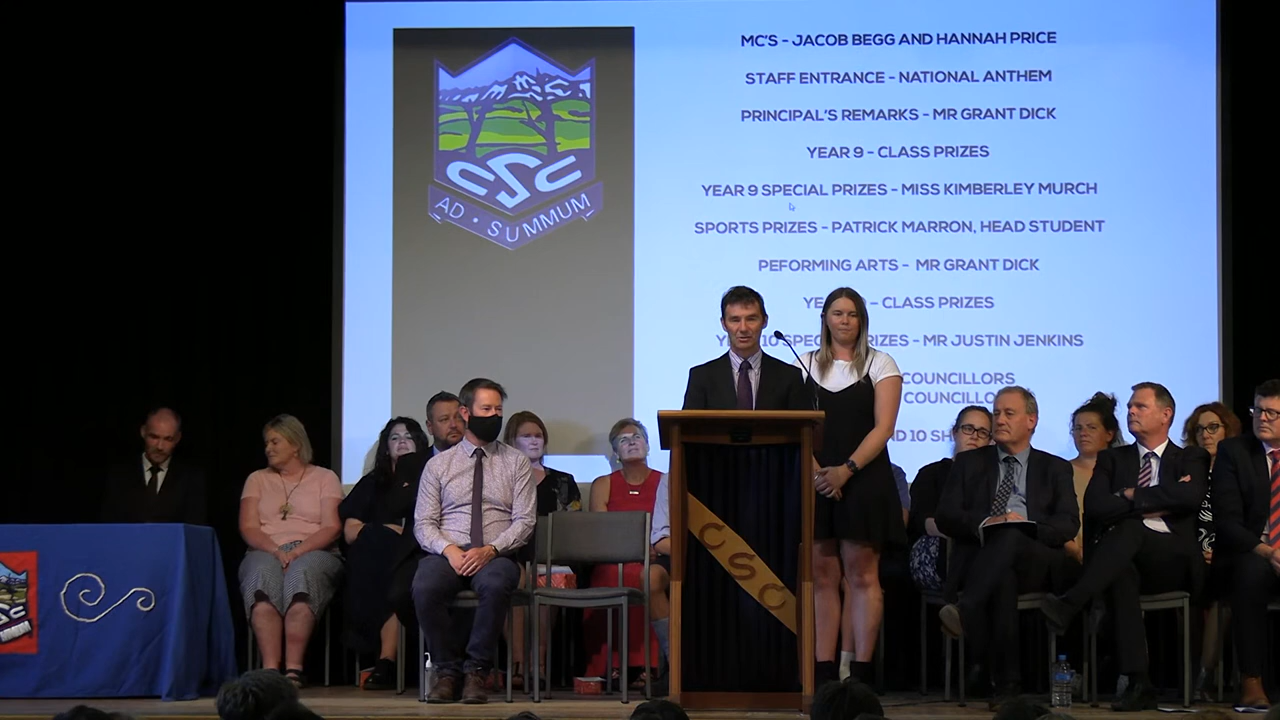 MC'S - JACOB BEGG AND HANNAH PRICE
STAFF ENTRANCE - NATIONAL ANTHEM
PRINCIPAL'S REMARKS - MR GRANT DICK
YEAR 9 - CLASS PRIZES
YEAR 9 SPECIAL PRIZES - MISS KIMBERLEY MURCH
SPORTS PRIZES - PATRICK MARRON, HEAD STUDENT
PEFORMING ARTS - MR GRANT DICK
- CLASS PRIZES
10 - MR JUSTIN JENKINS
COUNCILLORS
CSC
AD · SUMMUM
CSC